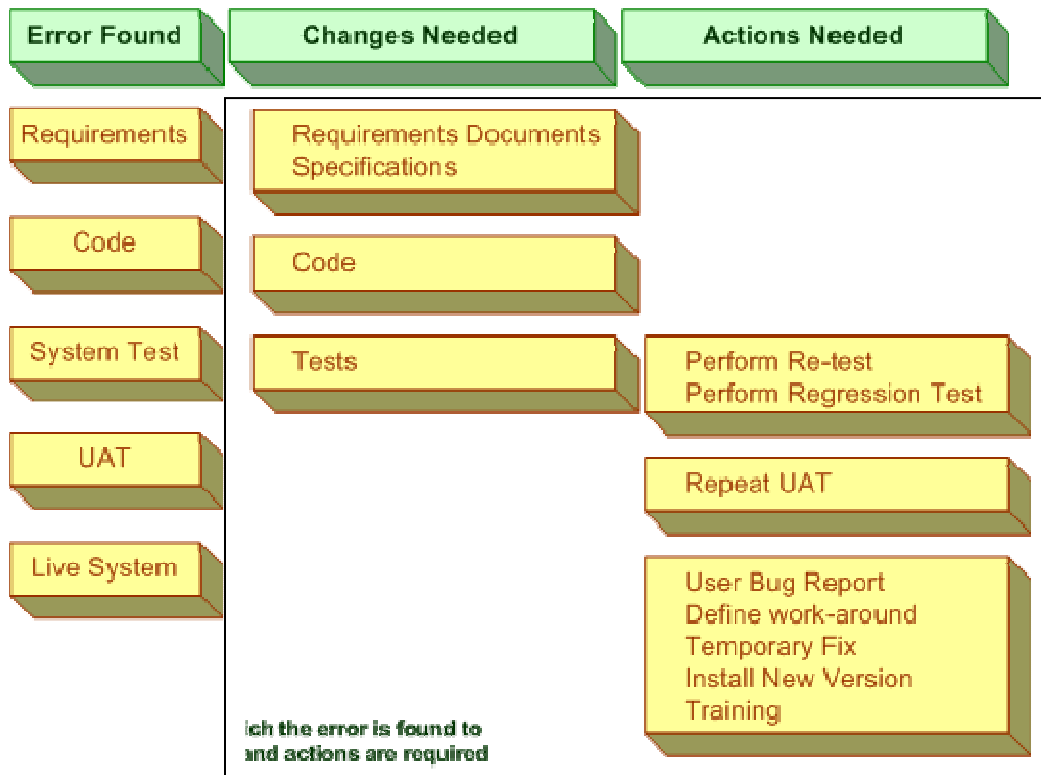 Error Found
Changes Needed
Actions Needed
Requirements
Requirements Documents
Specifications
Code
Code
System Test
Tests
Perform Re-test
Perform Regression Test
UAT
Repeat UAT
Live System
User Bug Report
Define work-around
Temporary Fix
Install New Version
Training
the error is found to
and actions are required